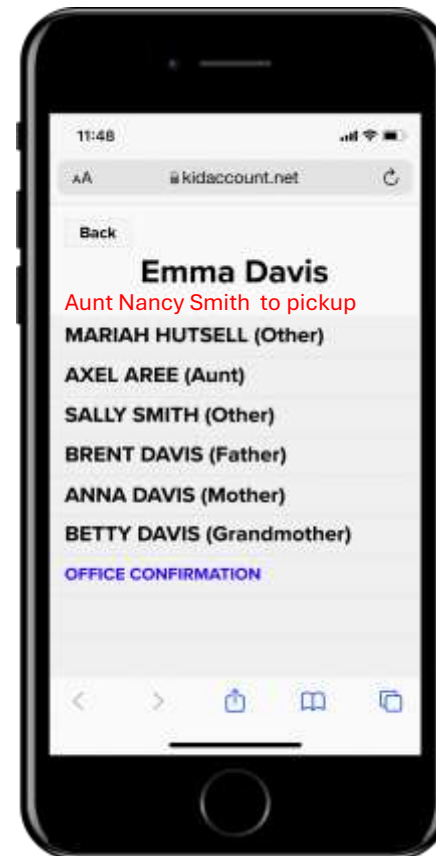 11:48
AA kidaccount.net
Back
Emma Davis
Aunt Nancy Smith to pickup
MARIAH HUTSELL (Other)
AXEL AREE (Aunt)
SALLY SMITH (Other)
BRENT DAVIS (Father)
ANNA DAVIS (Mother)
BETTY DAVIS (Grandmother)
OFFICE CONFIRMATION